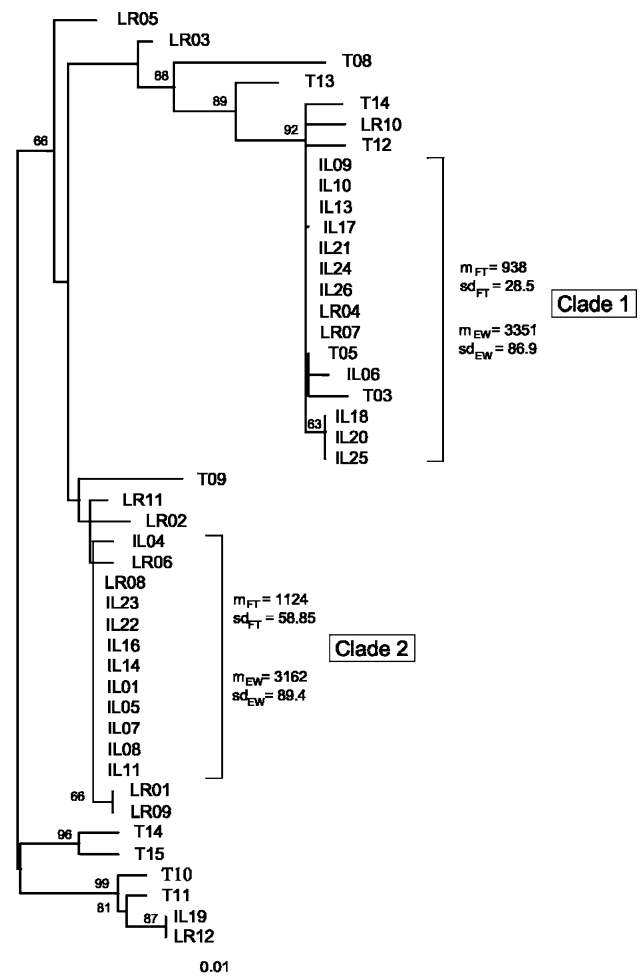 LR05
LR03
T08
68
T13
89
T14
92
LR10
66
T12
IL09
IL10
IL13
IL17
IL21
IL24
IL26
LR04
LR07
T05
IL06
T03
63
IL18
IL20
IL25
mFT = 938
sdFT = 28.5
mEW = 3351
sdEW = 86.9
Clade 1
T09
LR11
LR02
IL04
LR06
LR08
IL23
IL22
IL16
IL14
IL01
IL05
IL07
IL08
IL11
mFT = 1124
sdFT = 58.85
mEW = 3162
sdEW = 89.4
Clade 2
66
LR01
LR09
96
T14
T15
99
T10
T11
81
87
IL19
LR12
0.01